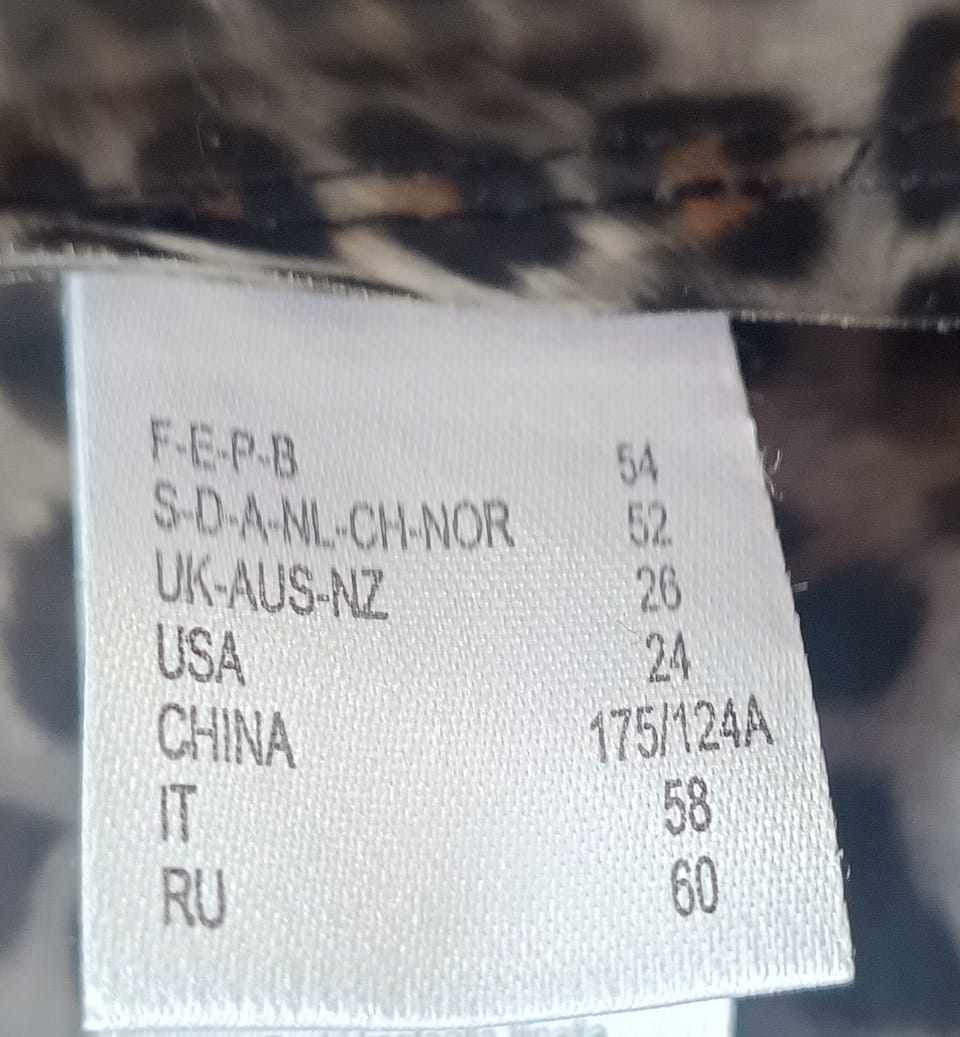 F-E-P-B 54
S-D-A-NL-CH-NOR 52
UK-AUS-NZ 26
USA 24
CHINA 175/124A
IT 58
RU 60